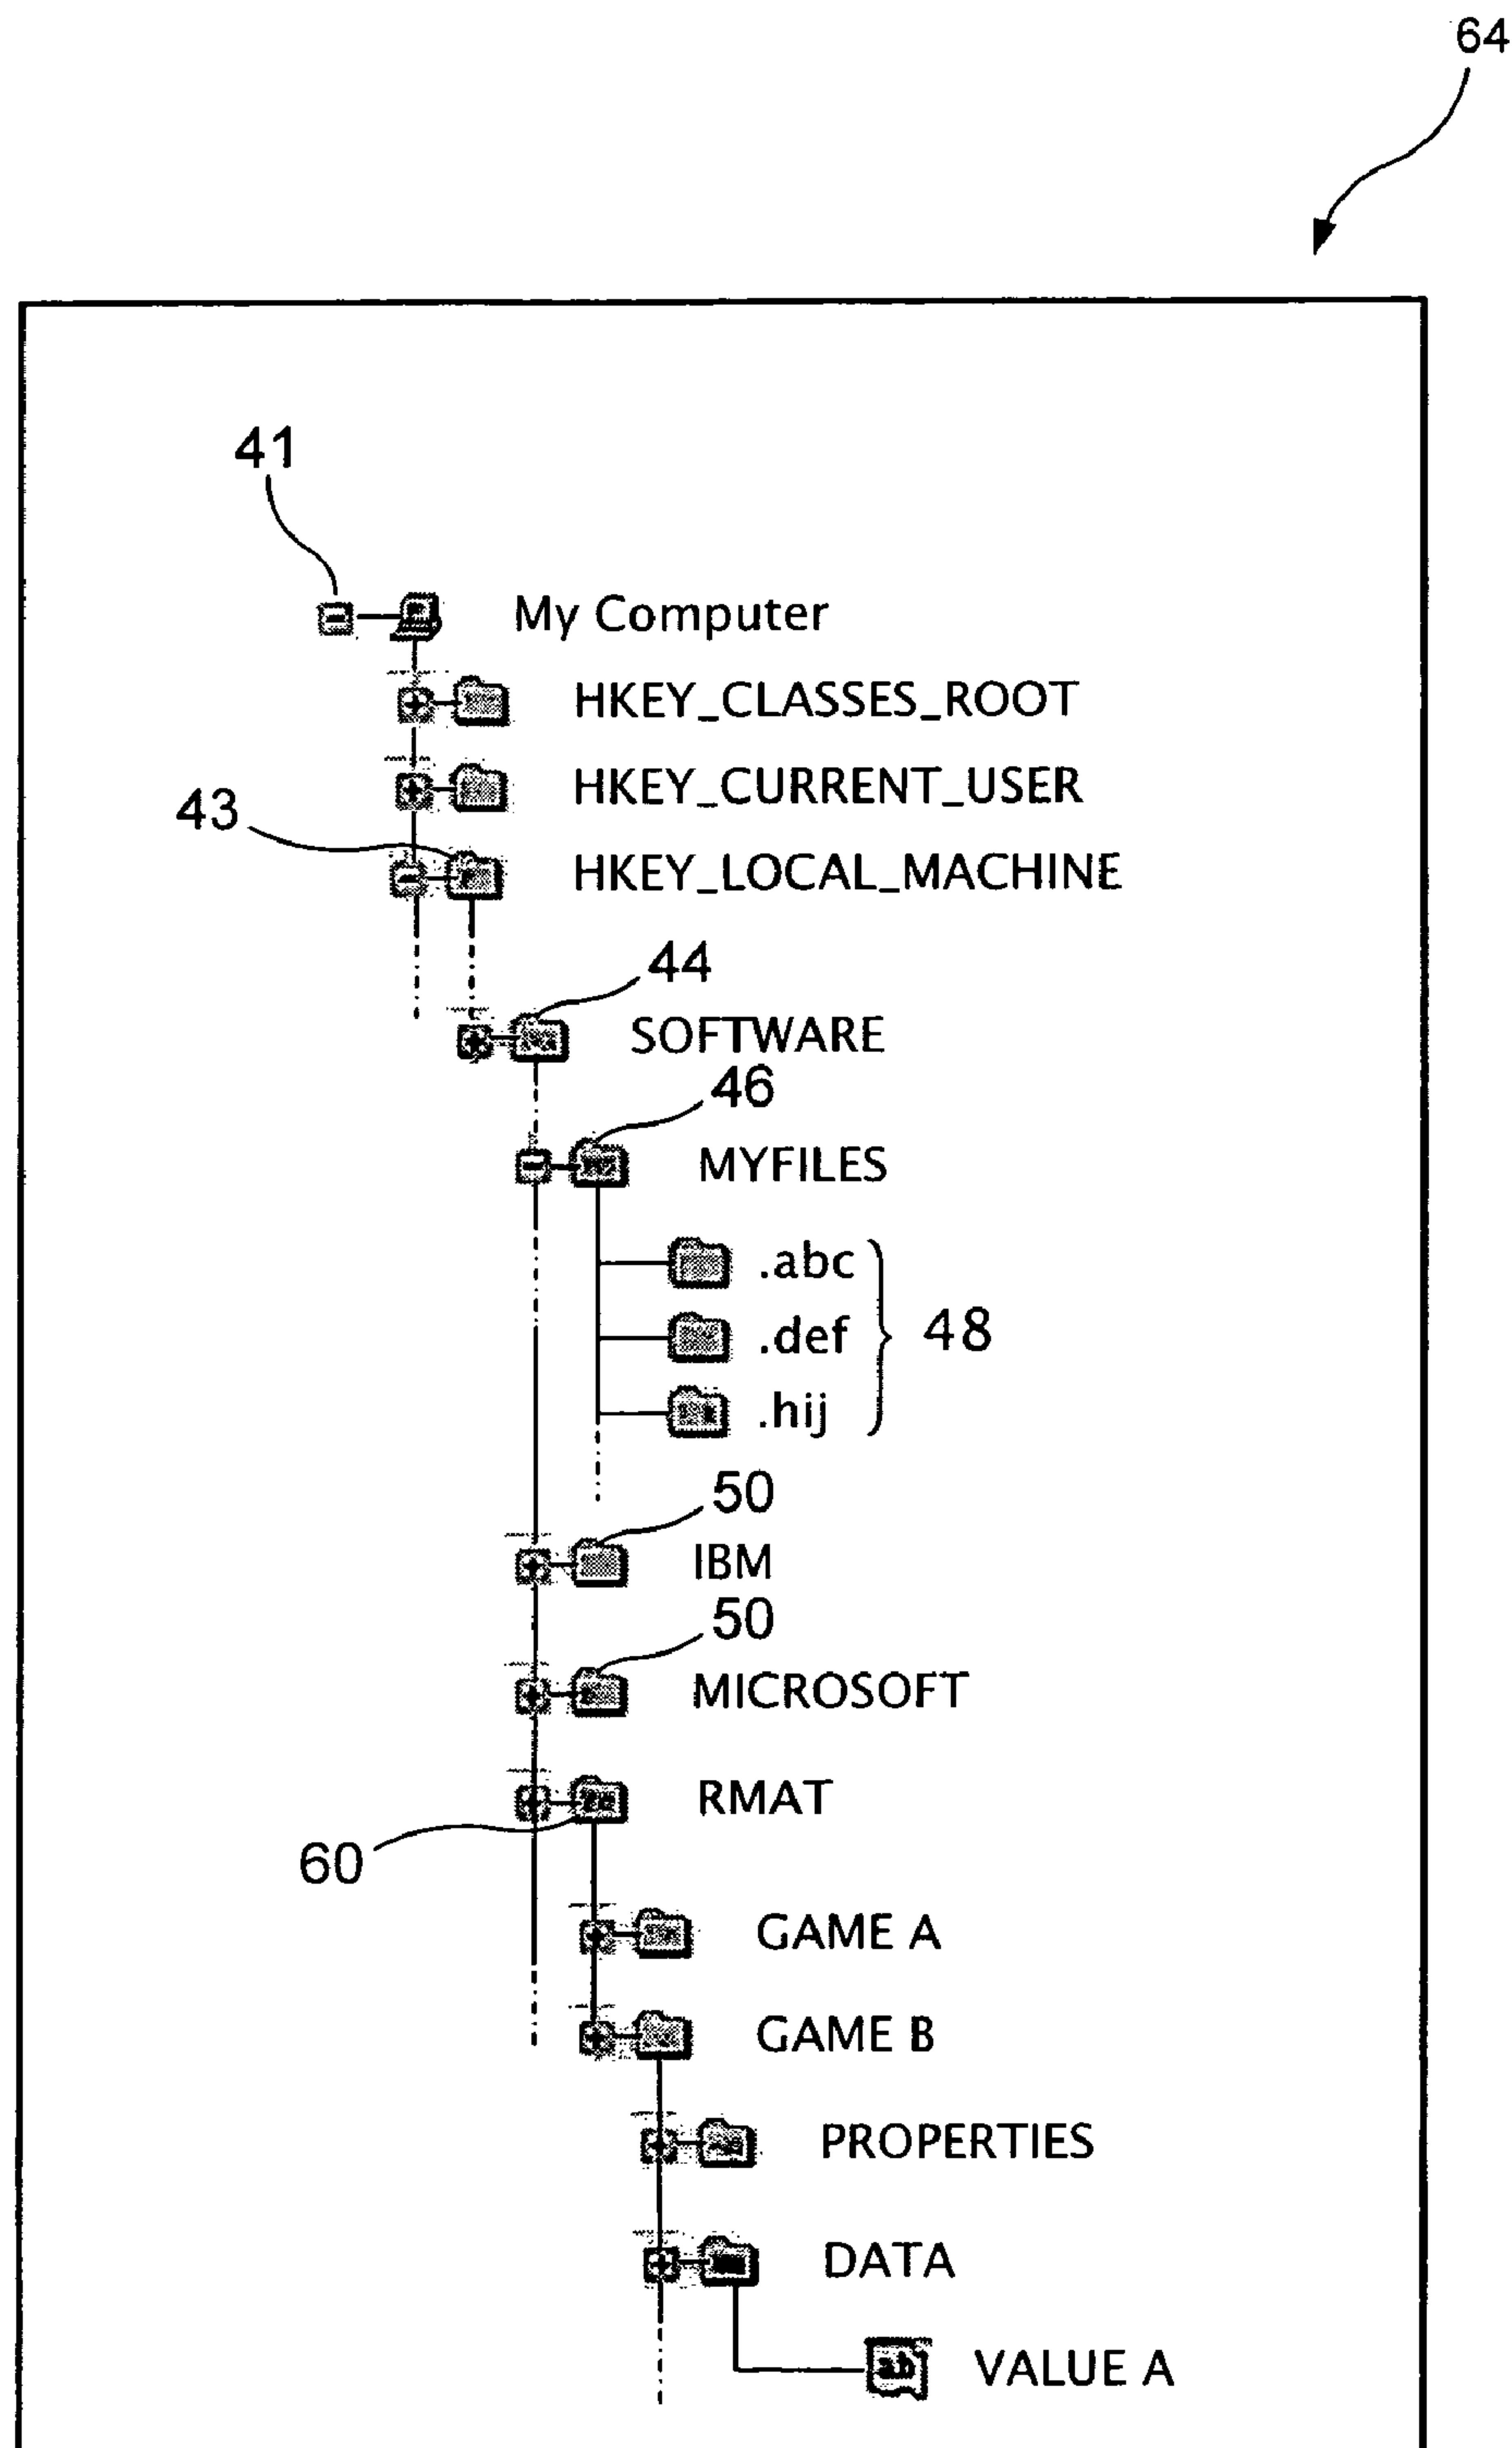 64
41
My Computer
HKEY_CLASSES_ROOT
HKEY_CURRENT_USER
43
HKEY_LOCAL_MACHINE
44
SOFTWARE
46
MYFILES
.abc
.def
48
.hij
50
IBM
50
MICROSOFT
RMAT
60
GAME A
GAME B
PROPERTIES
DATA
ab
VALUE A